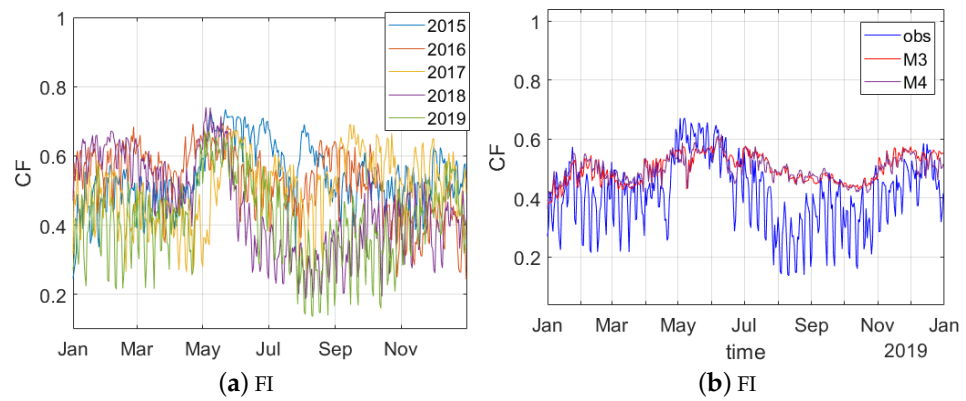 1
0.8
0.6
0.4
0.2
CF
Jan Mar May Jul Sep Nov
2015
2016
2017
2018
2019
(a) FI
1
0.8
0.6
0.4
0.2
CF
Jan Mar May Jul Sep Nov Jan
time
2019
obs
M3
M4
(b) FI